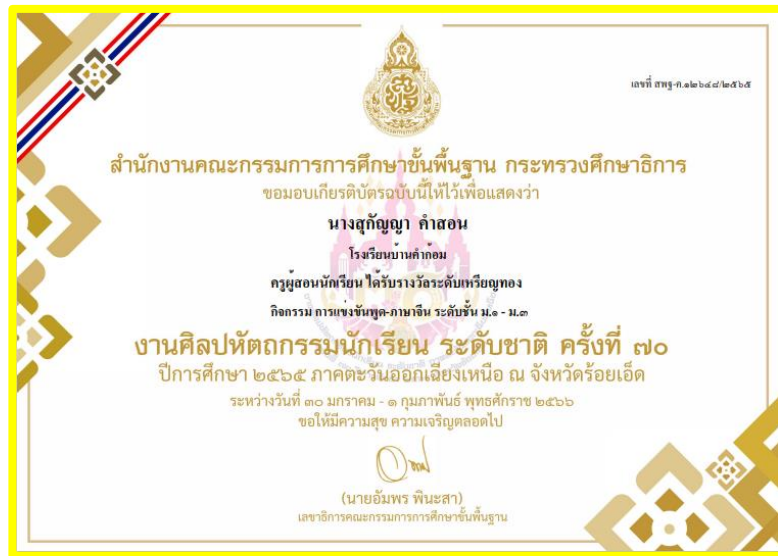 เลขที่ สพฐ-ค.๑๒๖๔๘/๒๕๖๕
สำนักงานคณะกรรมการการศึกษาขั้นพื้นฐาน กระทรวงศึกษาธิการ
ขอมอบเกียรติบัตรฉบับนี้ให้ไว้เพื่อแสดงว่า
นางสุกัญญา คำสอน
โรงเรียนบ้านคำก้อม
ครูผู้สอนนักเรียน ได้รับรางวัลระดับเหรียญทอง
กิจกรรม การแข่งขันพูด-ภาษาจีน ระดับชั้น ม.๑ - ม.๓
งานศิลปหัตถกรรมนักเรียน ระดับชาติ ครั้งที่ ๗๐
ปีการศึกษา ๒๕๖๕ ภาคตะวันออกเฉียงเหนือ ณ จังหวัดร้อยเอ็ด
ระหว่างวันที่ ๓๐ มกราคม - ๑ กุมภาพันธ์ พุทธศักราช ๒๕๖๖
ขอให้มีความสุข ความเจริญตลอดไป
(นายอัมพร พินะสา)
เลขาธิการคณะกรรมการการศึกษาขั้นพื้นฐาน